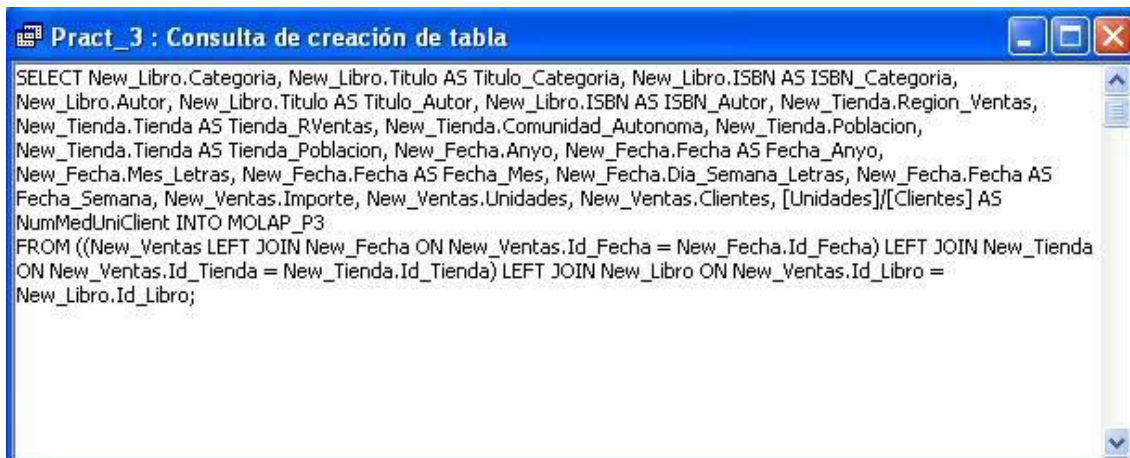 Pract_3 : Consulta de creación de tabla
SELECT New_Libro.Categoria, New_Libro.Titulo AS Titulo_Categoria, New_Libro.ISBN AS ISBN_Categoria,
New_Libro.Autor, New_Libro.Titulo AS Titulo_Autor, New_Libro.ISBN AS ISBN_Autor, New_Tienda.Region_Ventas,
New_Tienda.Tienda AS Tienda_RVentas, New_Tienda.Comunidad_Autonoma, New_Tienda.Poblacion,
New_Tienda.Tienda AS Tienda_Poblacion, New_Fecha.Anyo, New_Fecha.Fecha AS Fecha_Anyo,
New_Fecha.Mes_Letras, New_Fecha.Fecha AS Fecha_Mes, New_Fecha.Dia_Semana_Letras, New_Fecha.Fecha AS
Fecha_Semana, New_Ventas.Importe, New_Ventas.Unidades, New_Ventas.Clientes, [Unidades]/[Clientes] AS
NumMedUniClient INTO MOLAP_P3
FROM ((New_Ventas LEFT JOIN New_Fecha ON New_Ventas.Id_Fecha = New_Fecha.Id_Fecha) LEFT JOIN New_Tienda
ON New_Ventas.Id_Tienda = New_Tienda.Id_Tienda) LEFT JOIN New_Libro ON New_Ventas.Id_Libro =
New_Libro.Id_Libro;